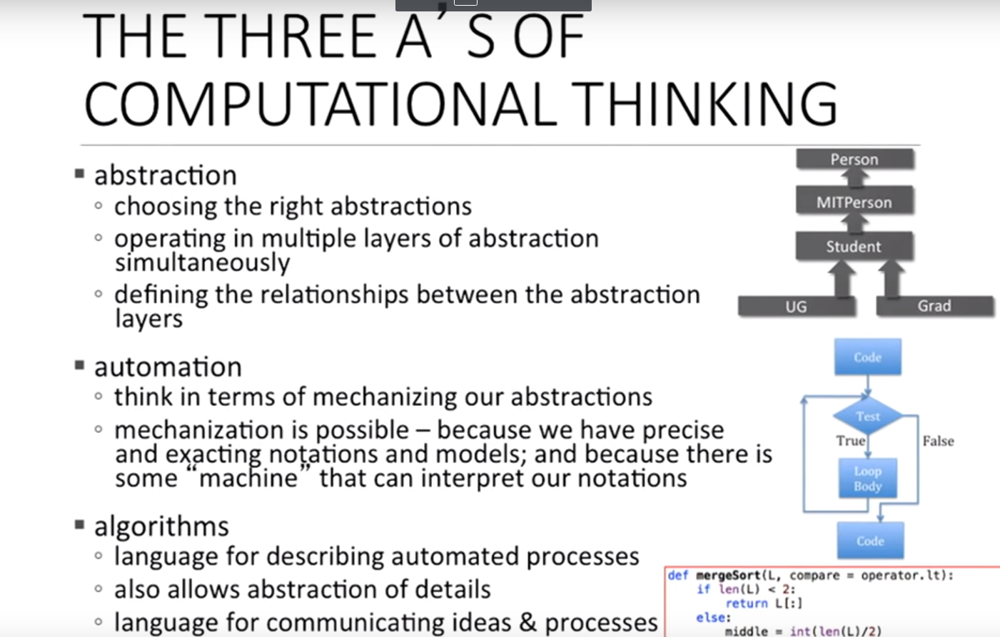 THE THREE A’S OF
COMPUTATIONAL THINKING
▪ abstraction
◦ choosing the right abstractions
◦ operating in multiple layers of abstraction
simultaneously
◦ defining the relationships between the abstraction
layers
▪ automation
◦ think in terms of mechanizing our abstractions
◦ mechanization is possible – because we have precise
and exacting notations and models; and because there is
some “machine” that can interpret our notations
▪ algorithms
◦ language for describing automated processes
◦ also allows abstraction of details
◦ language for communicating ideas & processes
Person
MITPerson
Student
UG Grad
Code
Test
True False
Loop
Body
Code
def mergeSort(L, compare = operator.lt):
    if len(L) < 2:
        return L[:]
    else:
        middle = int(len(L)/2)